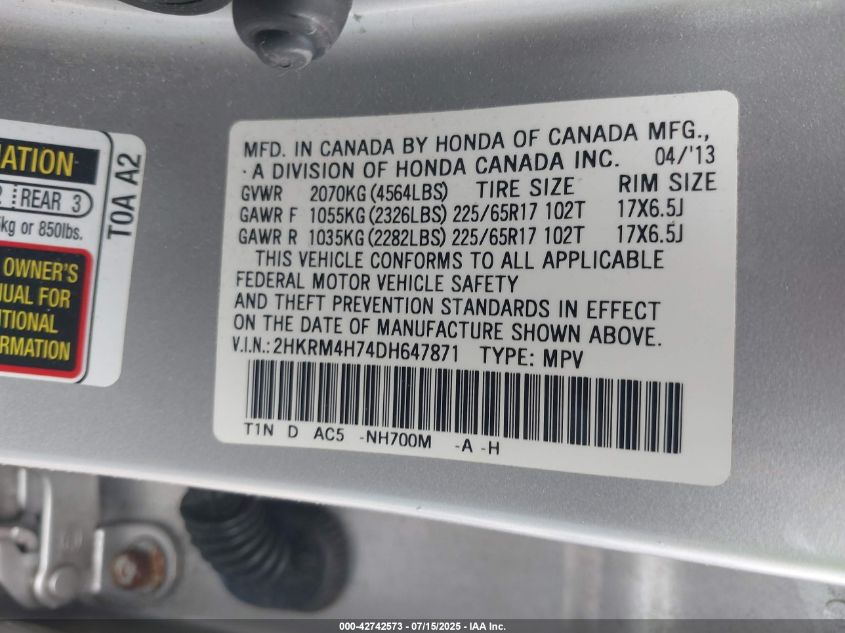 MATION
REAR 3
kg or 850lbs.
OWNER'S
FOR
T0A A2
MFD. IN CANADA BY HONDA OF CANADA MFG.,
A DIVISION OF HONDA CANADA INC. 04/'13
GVWR 2070KG (4564LBS) TIRE SIZE RIM SIZE
GAWR F 1055KG (2326LBS) 225/65R17 102T 17X6.5J
GAWR R 1035KG (2282LBS) 225/65R17 102T 17X6.5J
THIS VEHICLE CONFORMS TO ALL APPLICABLE
FEDERAL MOTOR VEHICLE SAFETY
AND THEFT PREVENTION STANDARDS IN EFFECT
ON THE DATE OF MANUFACTURE SHOWN ABOVE.
V.I.N.: 2HKRM4H74DH647871 TYPE: MPV
T1N D AC5 -NH700M -A -H
000-42742573 - 07/15/2025 - IAA Inc.